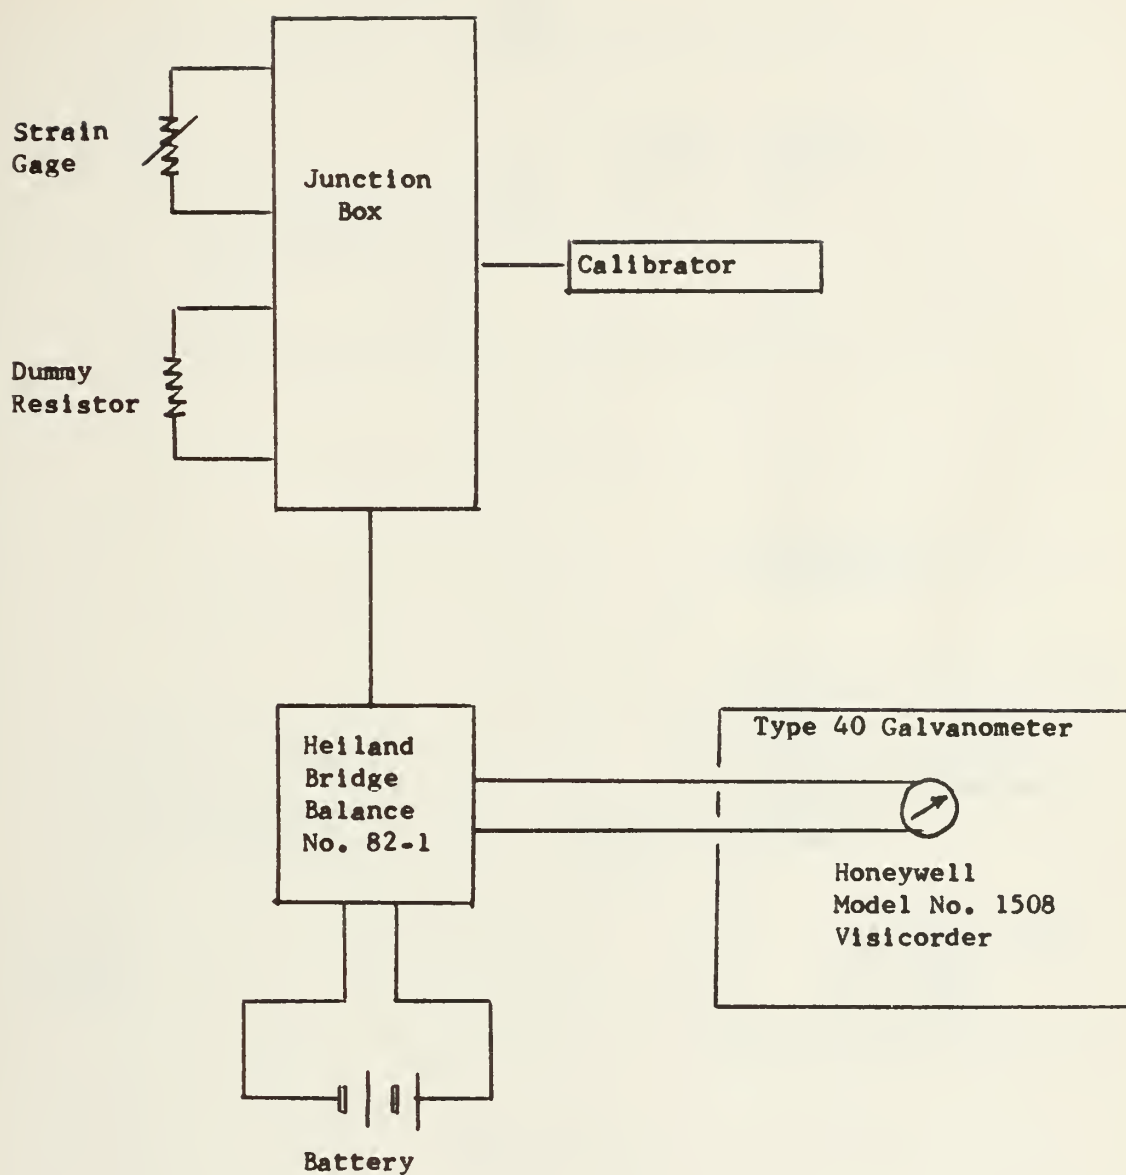 Strain
Gage
Junction
Box
Calibrator
Dummy
Resistor
Heiland
Bridge
Balance
No. 82-1
Type 40 Galvanometer
Honeywell
Model No. 1508
Visicorder
Battery